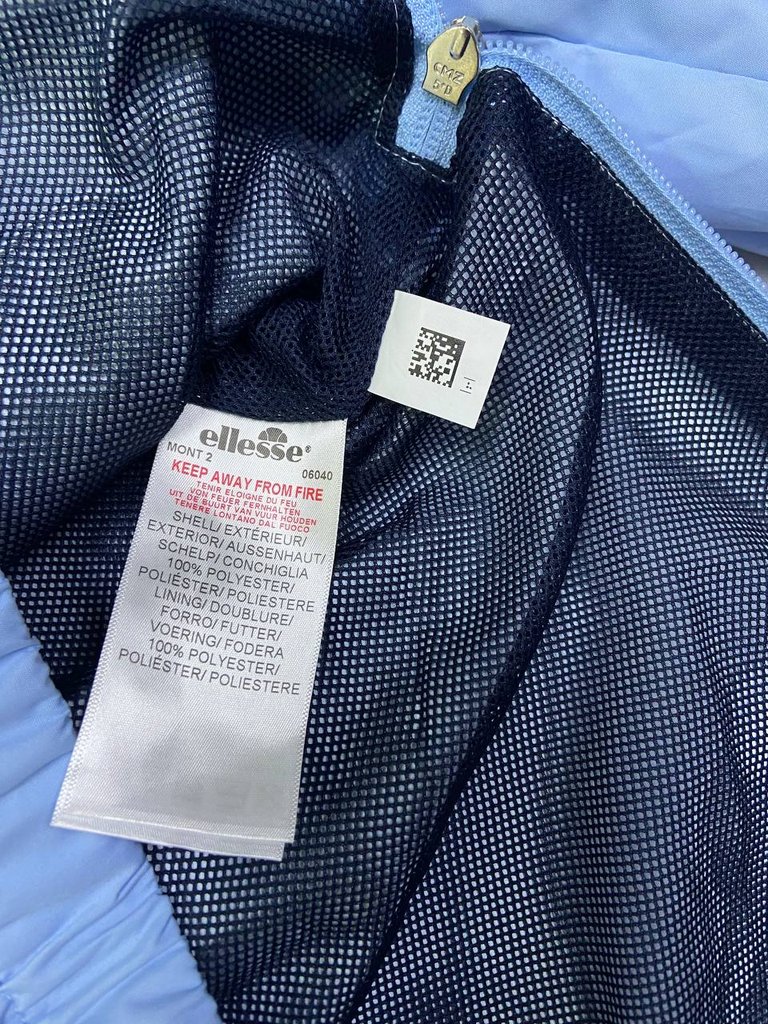 CMZ
5*D
ellesse®
MONT 2
06040
KEEP AWAY FROM FIRE
TENIR ELOIGNE DU FEU
VON FEUER FERNHALTEN
UIT DE BUURT VAN VUUR HOUDEN
TENERE LONTANO DAL FUOCO
SHELL/ EXTÉRIEUR/
EXTERIOR/ AUSSENHAUT/
SCHELP/ CONCHIGLIA
100% POLYESTER/
POLIÉSTER/ POLIESTERE
LINING/ DOUBLURE/
FORRO/ FUTTER/
VOERING/ FODERA
100% POLYESTER/
POLIÉSTER/ POLIESTERE